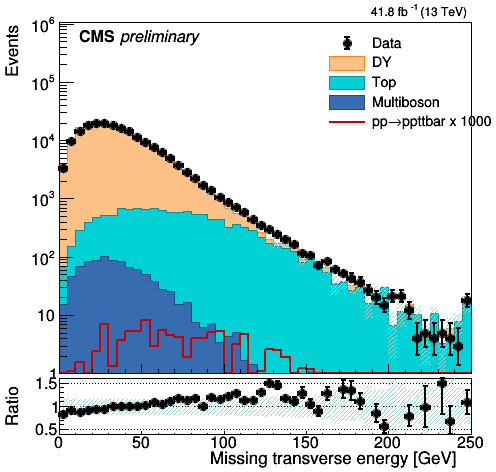 41.8 fb⁻¹ (13 TeV)
CMS preliminary
Events
10⁶
10⁵
10⁴
10³
10²
10
1
Data
DY
Top
Multiboson
pp→ppttbar x 1000
Ratio
1.5
1
0.5
0 50 100 150 200 250
Missing transverse energy [GeV]